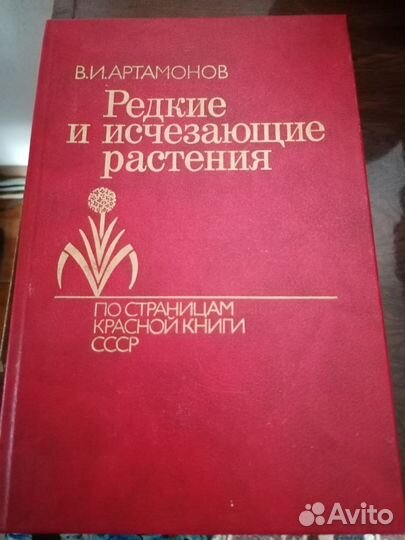 В.И.АРТАМОНОВ
Редкие
и исчезающие
растения
ПО СТРАНИЦАМ
КРАСНОЙ КНИГИ
СССР
Avito